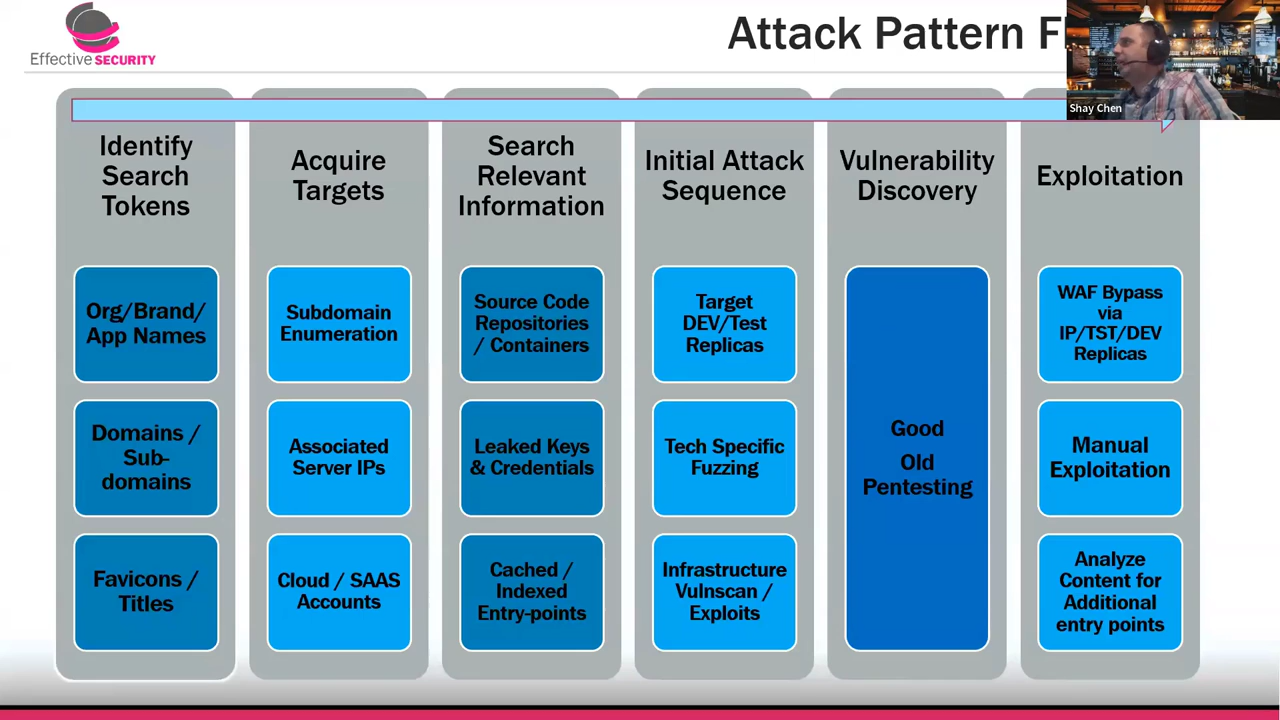 Effective SECURITY
Attack Pattern F
Shay Chen
Identify
Search
Tokens
Org/Brand/
App Names
Domains /
Sub-
domains
Favicons /
Titles
Acquire
Targets
Subdomain
Enumeration
Associated
Server IPs
Cloud / SAAS
Accounts
Search
Relevant
Information
Source Code
Repositories
/ Containers
Leaked Keys
& Credentials
Cached /
Indexed
Entry-points
Initial Attack
Sequence
Target
DEV/Test
Replicas
Tech Specific
Fuzzing
Infrastructure
Vulnscan /
Exploits
Vulnerability
Discovery
Good
Old
Pentesting
Exploitation
WAF Bypass
via
IP/TST/DEV
Replicas
Manual
Exploitation
Analyze
Content for
Additional
entry points